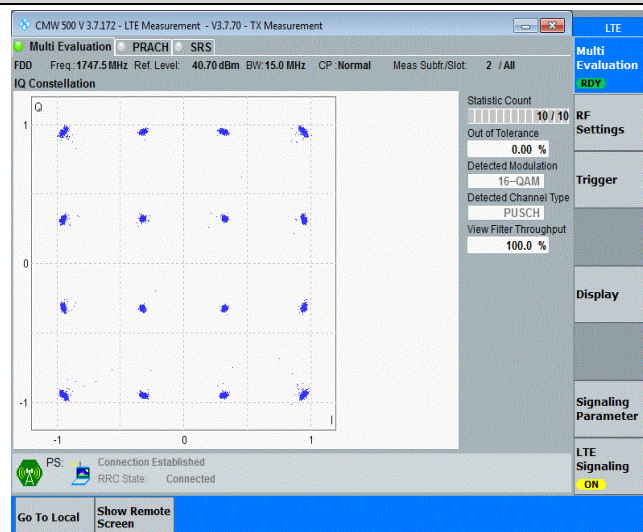 CMW 500 V 3.7.172 - LTE Measurement - V3.7.70 - TX Measurement
LTE
Multi Evaluation PRACH SRS
FDD Freq.:1747.5 MHz Ref. Level: 40.70 dBm BW:15.0 MHz CP :Normal Meas Subfr./Slot: 2 / All
IQ Constellation
Q
1
0
-1
-1 0 1
I
Statistic Count
10 / 10
Out of Tolerance
0.00 %
Detected Modulation
16-QAM
Detected Channel Type
PUSCH
View Filter Throughput
100.0 %
Multi
Evaluation
RDY
RF
Settings
Trigger
Display
Signaling
Parameter
LTE
Signaling
ON
PS: Connection Established
RRC State: Connected
Go To Local
Show Remote
Screen